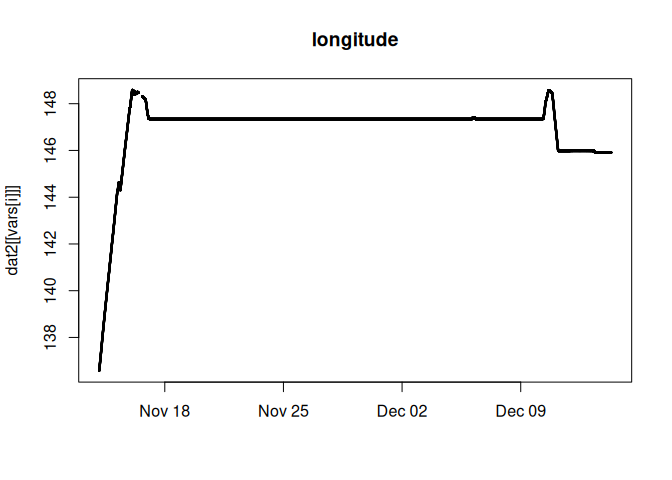 longitude
dat2[[vars[i]]]
148
146
144
142
140
138
Nov 18
Nov 25
Dec 02
Dec 09